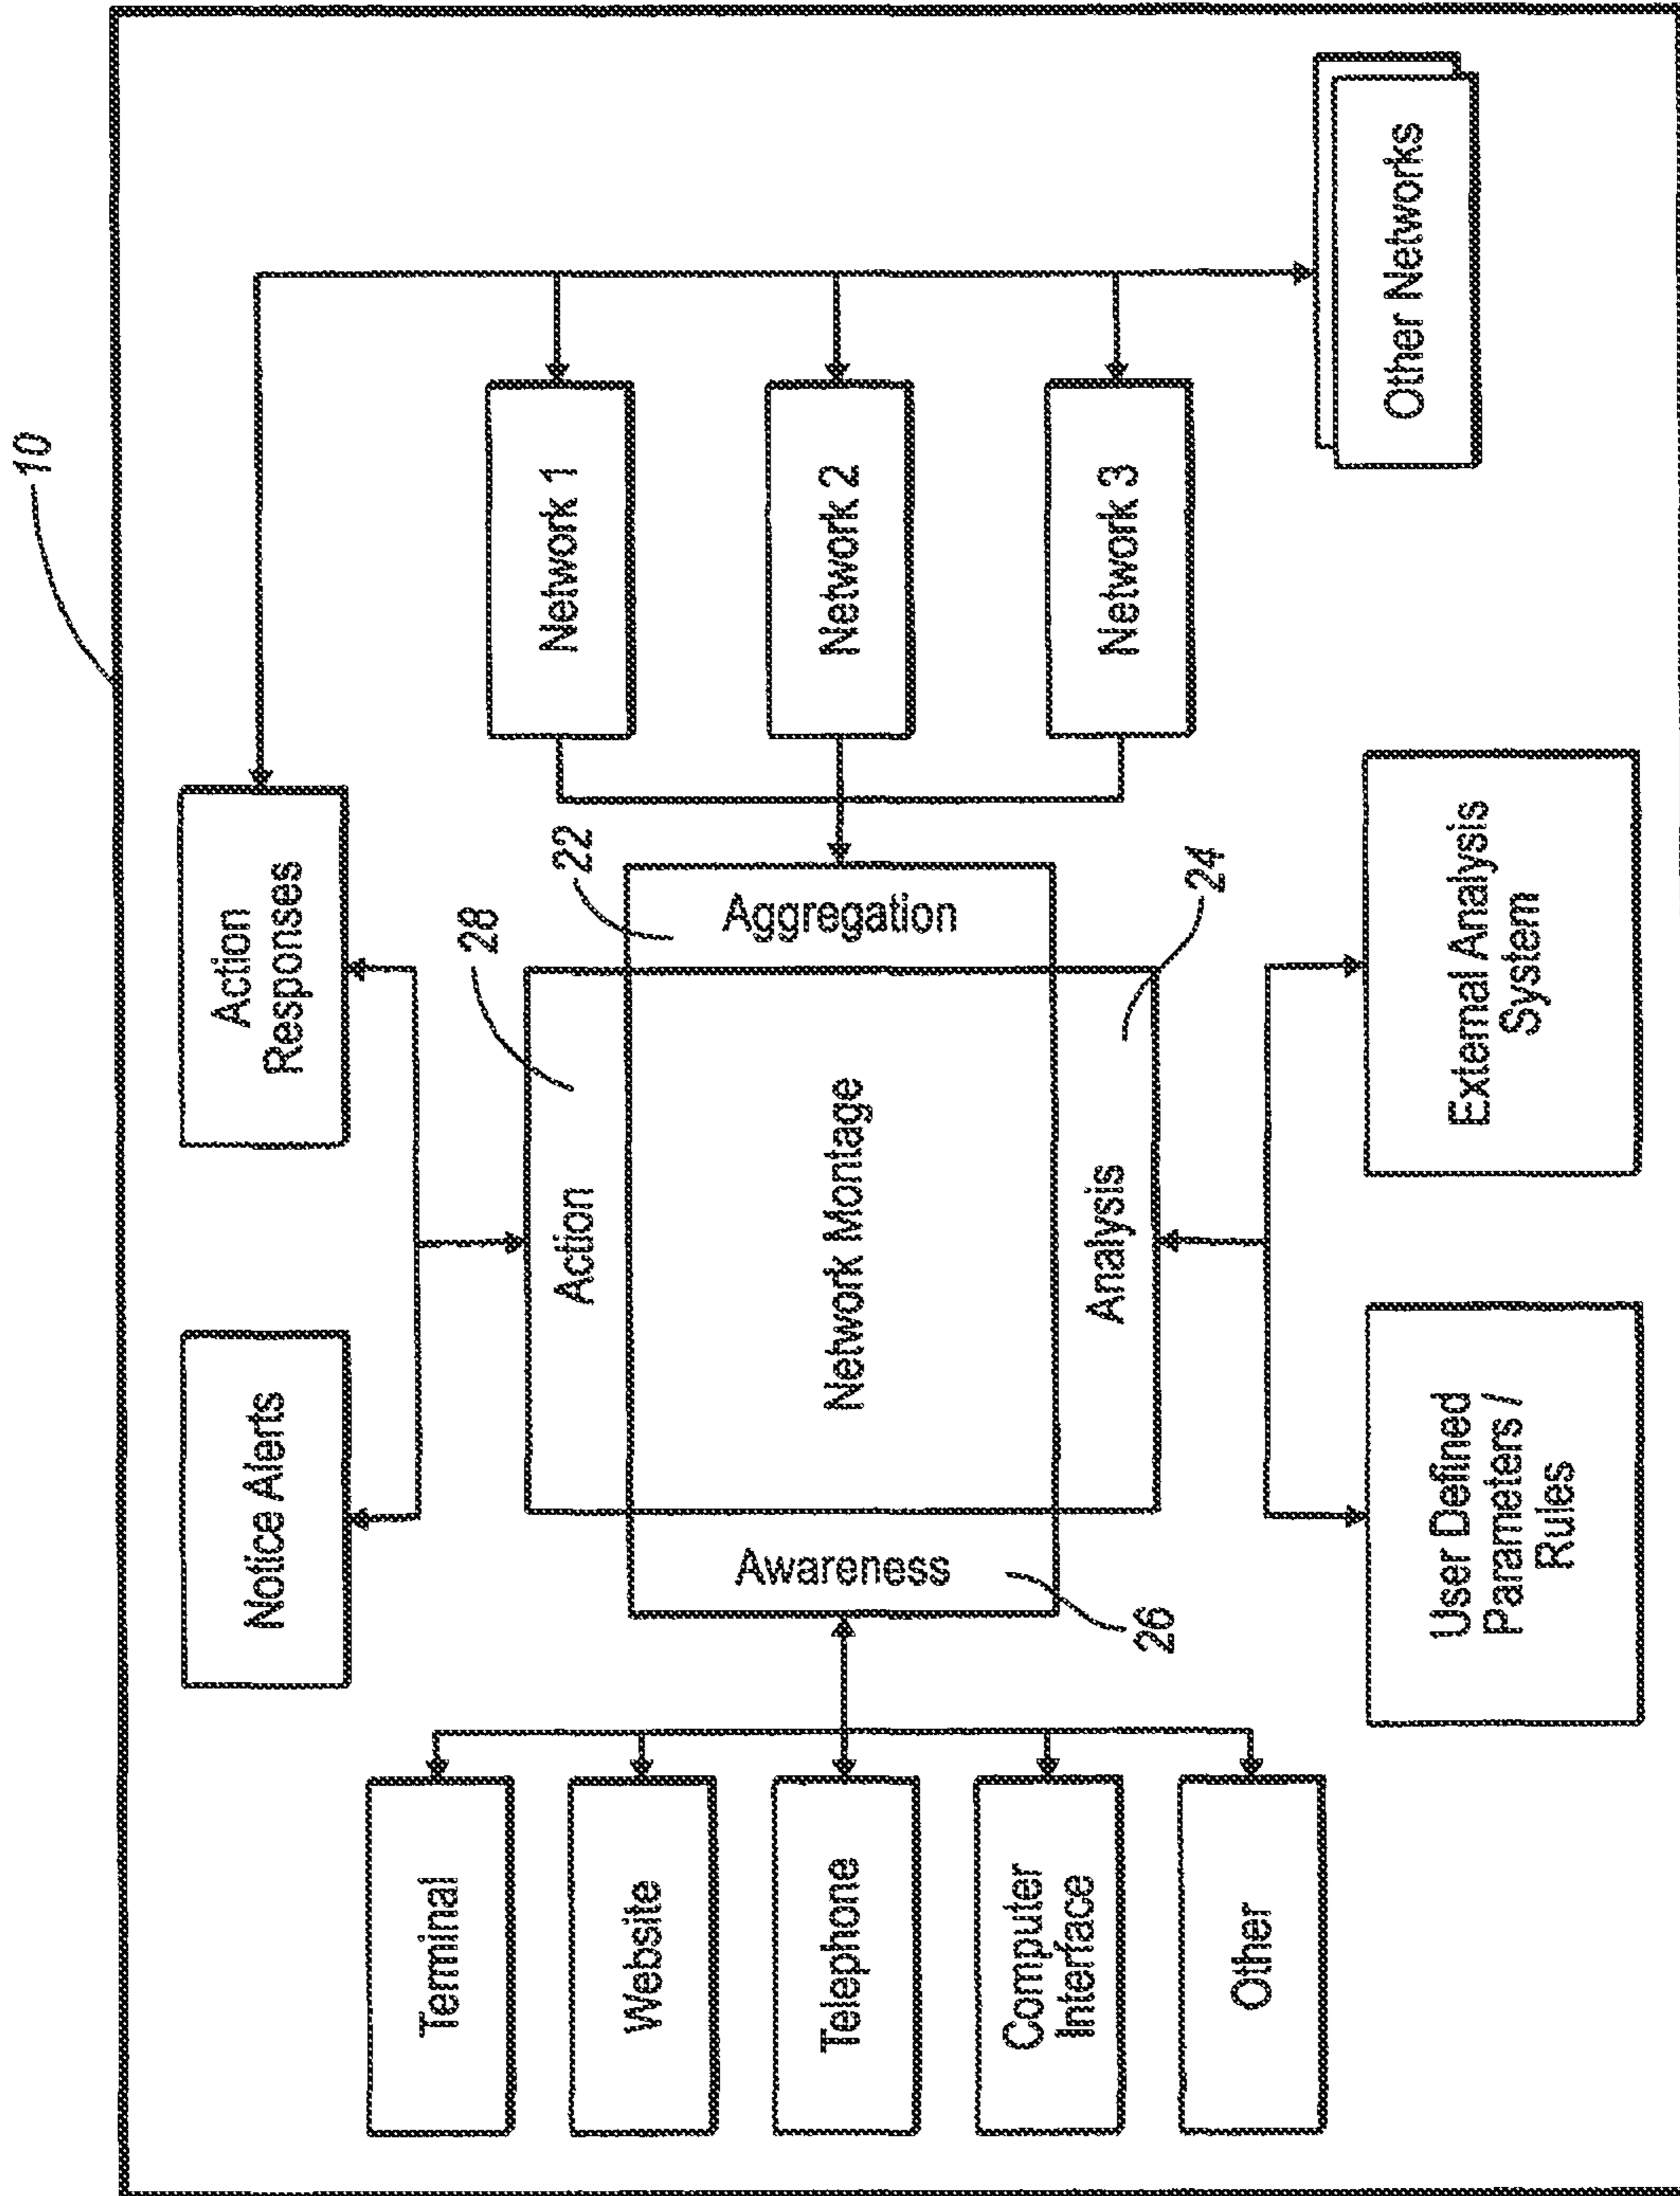 10
Notice Alerts
Action
Responses
Terminal
Website
Telephone
Computer
Interface
Other
Action
28
Awareness
26
Network Montage
Aggregation
22
Analysis
24
Network 1
Network 2
Network 3
Other Networks
User Defined
Parameters /
Rules
External Analysis
System